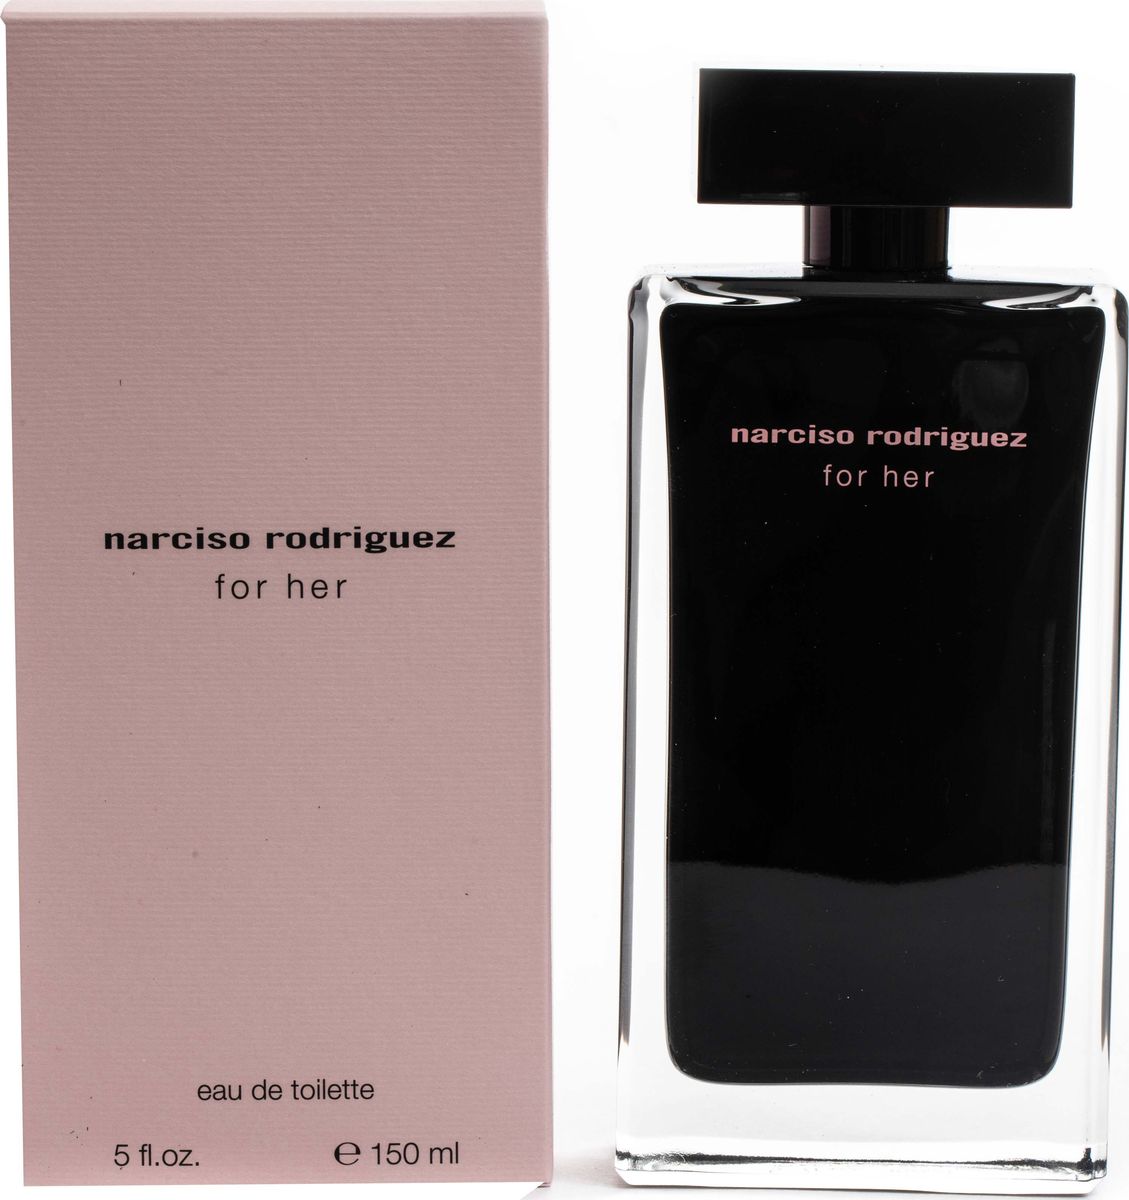 narciso rodriguez
for her
eau de toilette
5 fl.oz. ℮ 150 ml
narciso rodriguez
for her